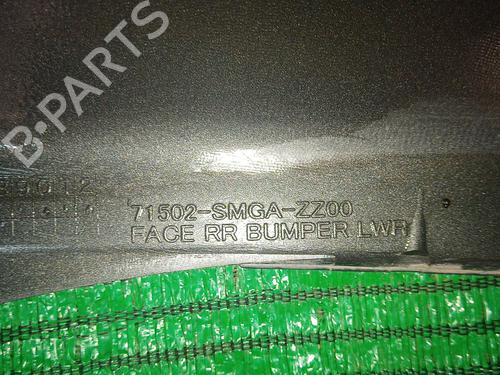 B-PARTS
71502-SMGA-ZZ00
FACE RR BUMPER LWR